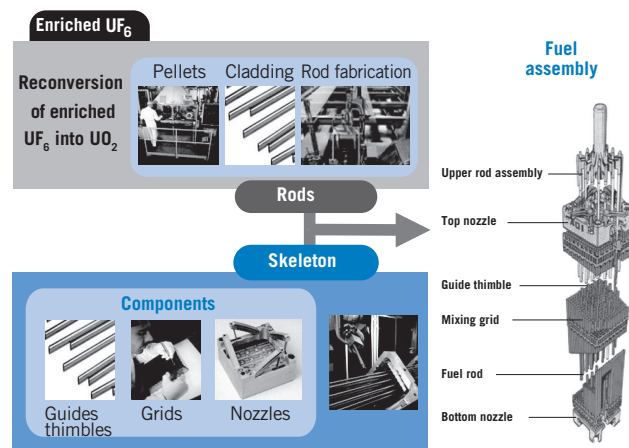 Enriched UF₆
Reconversion
of enriched
UF₆ into UO₂
Pellets
Cladding
Rod fabrication
Rods
Skeleton
Components
Guides
thimbles
Grids
Nozzles
Fuel
assembly
Upper rod assembly
Top nozzle
Guide thimble
Mixing grid
Fuel rod
Bottom nozzle